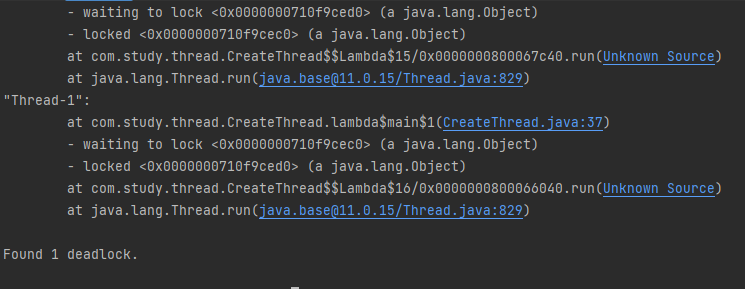 - waiting to lock <0x0000000710f9ced0> (a java.lang.Object)
- locked <0x0000000710f9cec0> (a java.lang.Object)
at com.study.thread.CreateThread$$Lambda$15/0x0000000800067c40.run(Unknown Source)
at java.lang.Thread.run(java.base@11.0.15/Thread.java:829)
"Thread-1":
at com.study.thread.CreateThread.lambda$main$1(CreateThread.java:37)
- waiting to lock <0x0000000710f9cec0> (a java.lang.Object)
- locked <0x0000000710f9ced0> (a java.lang.Object)
at com.study.thread.CreateThread$$Lambda$16/0x0000000800066040.run(Unknown Source)
at java.lang.Thread.run(java.base@11.0.15/Thread.java:829)
Found 1 deadlock.